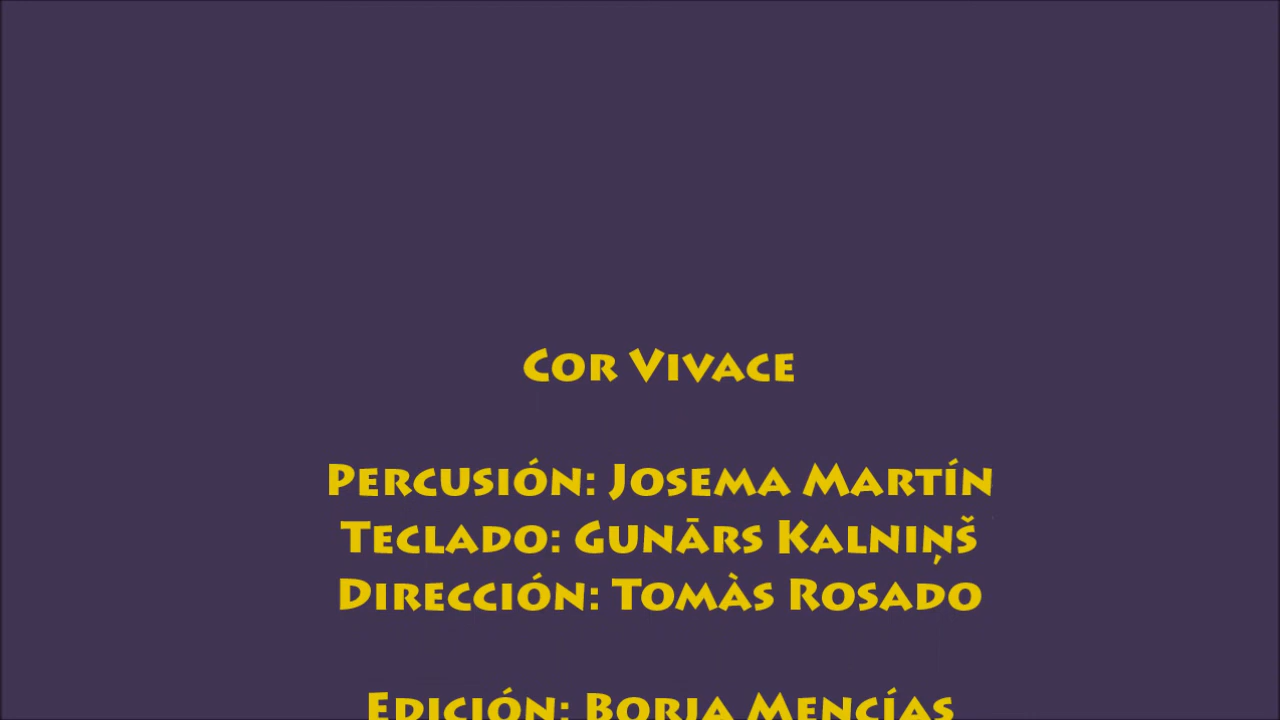 Cor Vivace
Percusión: Josema Martín
Teclado: Gunārs Kalniņš
Dirección: Tomàs Rosado
Edición: Borja Mencías